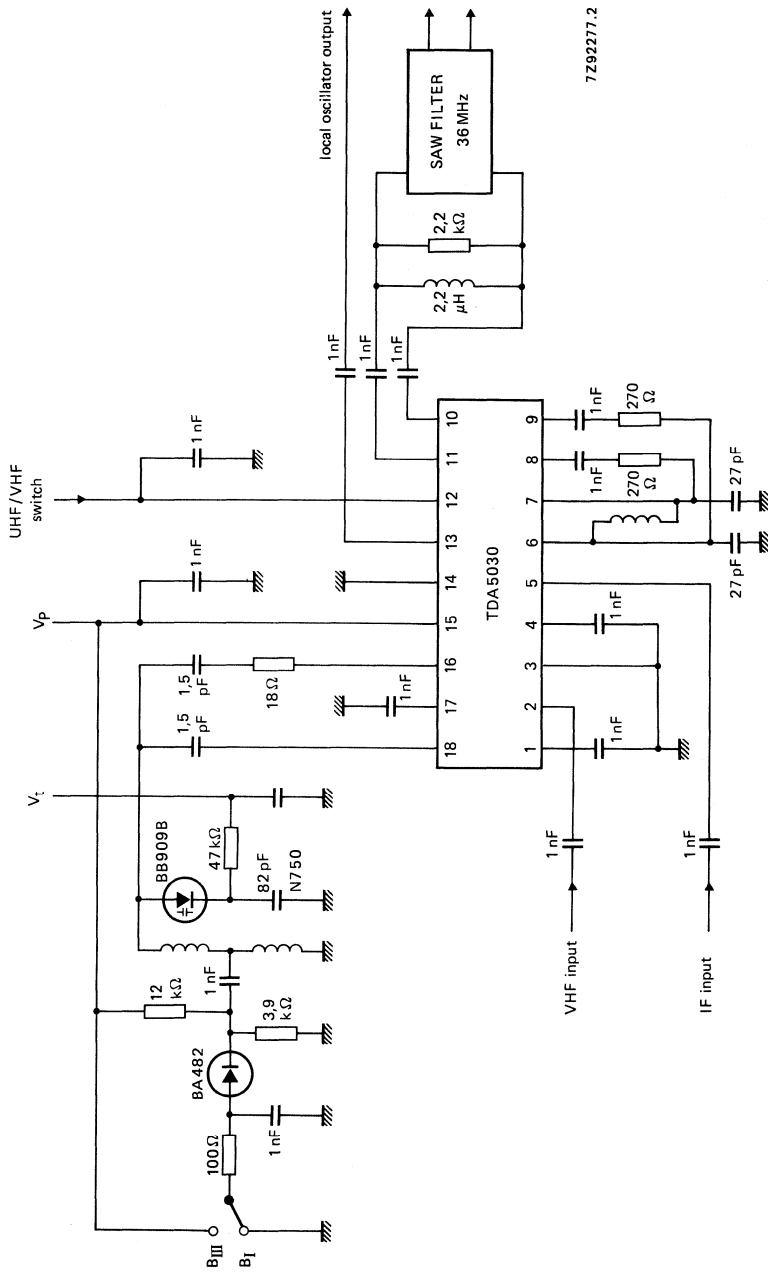 UHF/VHF
switch
local oscillator output
V_P
V_t
1 nF
1 nF
1,5
pF
18 Ω
1,5
pF
1 nF
BB909B
47 kΩ
82 pF
N750
12
kΩ
1 nF
3,9
kΩ
BA482
1 nF
100 Ω
B_III
B_I
1 nF
1 nF
1 nF
2,2
μH
2,2
kΩ
SAW FILTER
36 MHz
18
17
16
15
14
13
12
11
10
TDA5030
1
2
3
4
5
6
7
8
9
1 nF
1 nF
1 nF
270
Ω
1 nF
270
Ω
27 pF
27 pF
1 nF
VHF input
1 nF
IF input
7Z92277.2